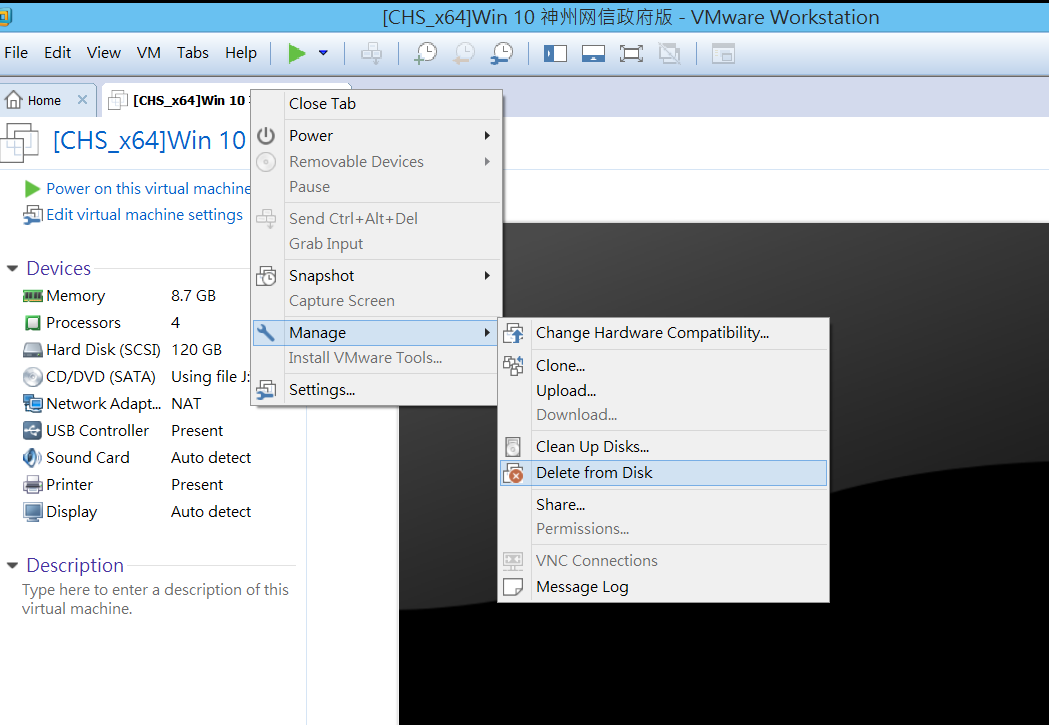 [CHS_x64]Win 10 神州网信政府版 - VMware Workstation
File Edit View VM Tabs Help
Home
[CHS_x64]Win 10
[CHS_x64]Win 10
Power on this virtual machine
Edit virtual machine settings
Devices
Memory 8.7 GB
Processors 4
Hard Disk (SCSI) 120 GB
CD/DVD (SATA) Using file J:
Network Adapt... NAT
USB Controller Present
Sound Card Auto detect
Printer Present
Display Auto detect
Description
Type here to enter a description of this
virtual machine.
Close Tab
Power
Removable Devices
Pause
Send Ctrl+Alt+Del
Grab Input
Snapshot
Capture Screen
Manage
Install VMware Tools...
Settings...
Change Hardware Compatibility...
Clone...
Upload...
Download...
Clean Up Disks...
Delete from Disk
Share...
Permissions...
VNC Connections
Message Log